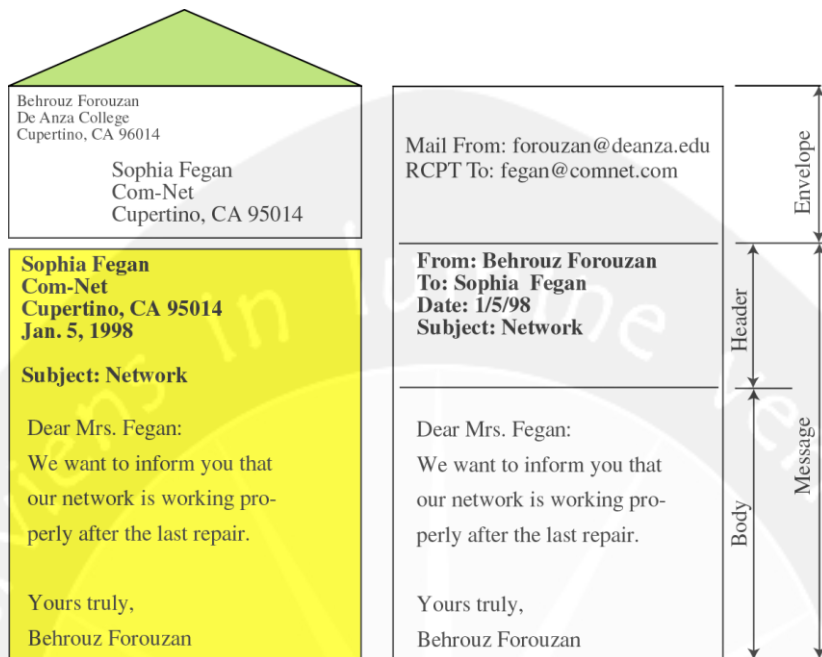 Behrouz Forouzan
De Anza College
Cupertino, CA 96014
Sophia Fegan
Com-Net
Cupertino, CA 95014
Sophia Fegan
Com-Net
Cupertino, CA 95014
Jan. 5, 1998
Subject: Network
Dear Mrs. Fegan:
We want to inform you that
our network is working pro-
perly after the last repair.
Yours truly,
Behrouz Forouzan
Mail From: forouzan@deanza.edu
RCPT To: fegan@comnet.com
From: Behrouz Forouzan
To: Sophia Fegan
Date: 1/5/98
Subject: Network
Dear Mrs. Fegan:
We want to inform you that
our network is working pro-
perly after the last repair.
Yours truly,
Behrouz Forouzan
Envelope
Header
Body
Message
in lumine